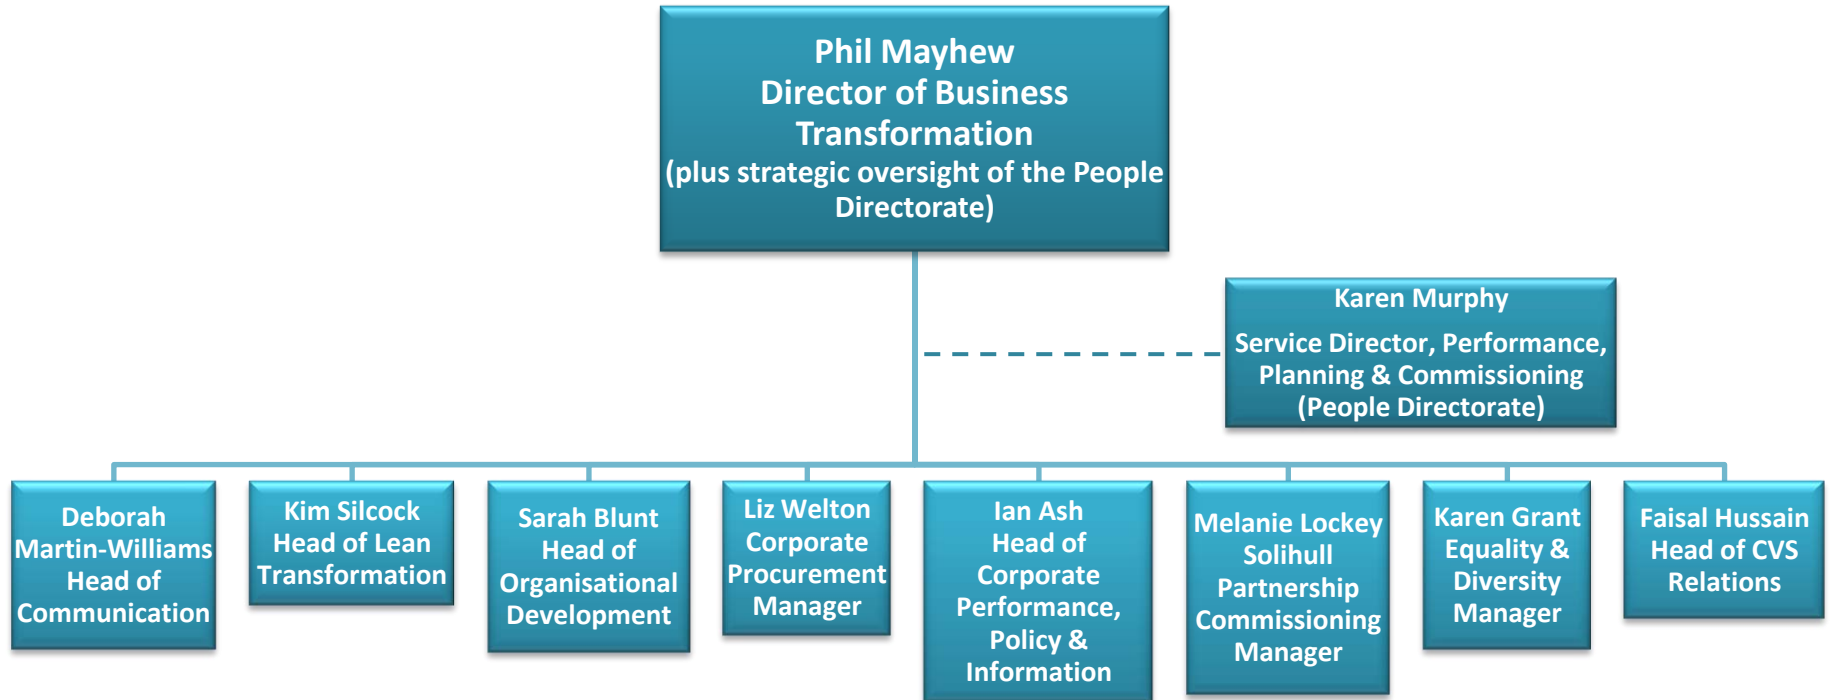 Phil Mayhew
Director of Business
Transformation
(plus strategic oversight of the People
Directorate)
Karen Murphy
Service Director, Performance,
Planning & Commissioning
(People Directorate)
Deborah
Martin-Williams
Head of
Communication
Kim Silcock
Head of Lean
Transformation
Sarah Blunt
Head of
Organisational
Development
Liz Welton
Corporate
Procurement
Manager
Ian Ash
Head of
Corporate
Performance,
Policy &
Information
Melanie Lockey
Solihull
Partnership
Commissioning
Manager
Karen Grant
Equality &
Diversity
Manager
Faisal Hussain
Head of CVS
Relations